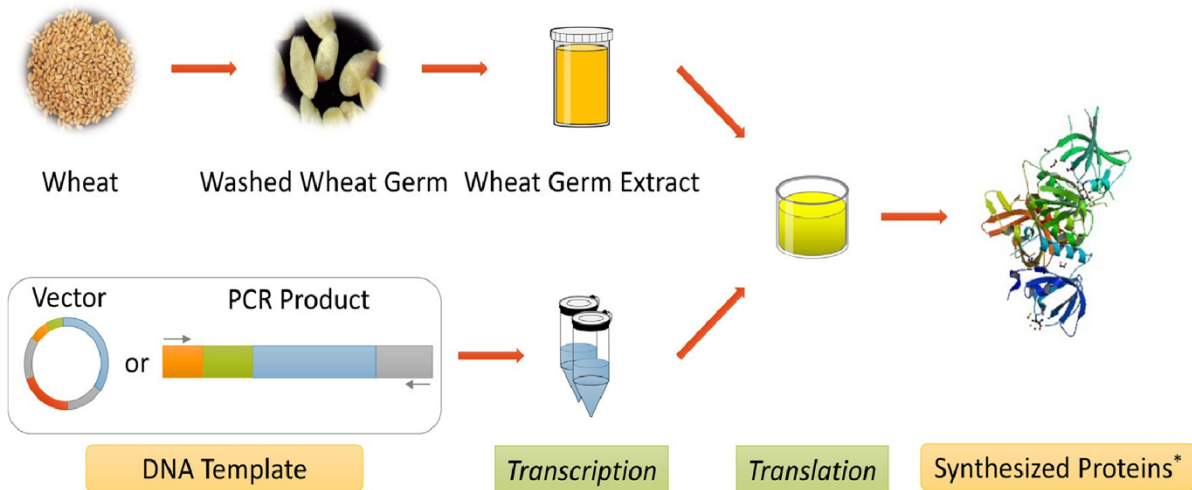 Wheat
Washed Wheat Germ
Wheat Germ Extract
Vector
or
PCR Product
DNA Template
Transcription
Translation
Synthesized Proteins*